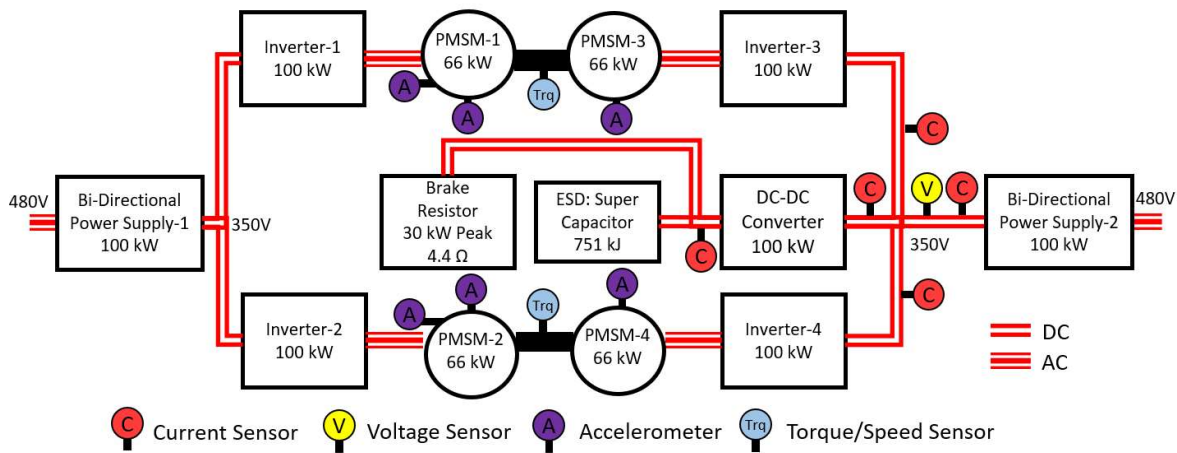 Inverter-1
100 kW
PMSM-1
66 kW
PMSM-3
66 kW
Inverter-3
100 kW
A
A
Trq
A
C
480V
Bi-Directional
Power Supply-1
100 kW
350V
Brake
Resistor
30 kW Peak
4.4 Ω
ESD: Super
Capacitor
751 kJ
C
DC-DC
Converter
100 kW
C
V
C
350V
Bi-Directional
Power Supply-2
100 kW
480V
Inverter-2
100 kW
A
A
PMSM-2
66 kW
Trq
A
PMSM-4
66 kW
Inverter-4
100 kW
C
DC
AC
C Current Sensor
V Voltage Sensor
A Accelerometer
Trq Torque/Speed Sensor